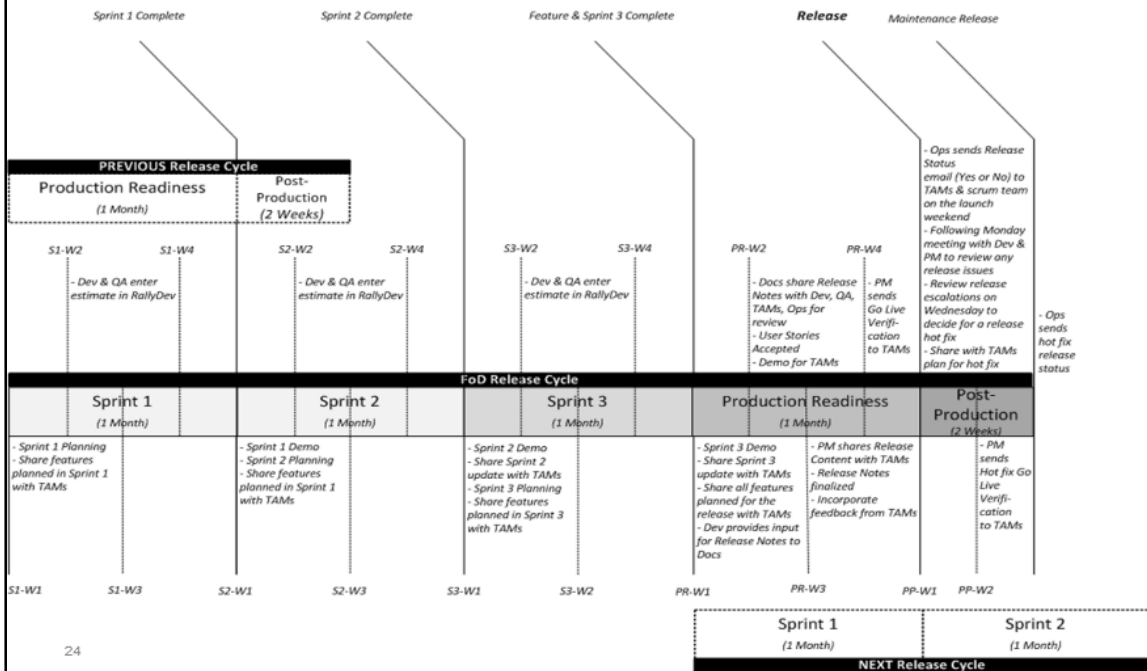 Sprint 1 Complete
Sprint 2 Complete
Feature & Sprint 3 Complete
Release
Maintenance Release
PREVIOUS Release Cycle
Production Readiness
(1 Month)
Post-
Production
(2 Weeks)
- Ops sends Release
Status
email (Yes or No) to
TAMs & scrum team
on the launch
weekend
- Following Monday
meeting with Dev &
PM to review any
release issues
- Review release
escalations on
Wednesday to
decide for a release
hot fix
- Share with TAMs
plan for hot fix
S1-W2
S1-W4
S2-W2
S2-W4
S3-W2
S3-W4
PR-W2
PR-W4
- Dev & QA enter
estimate in RallyDev
- Dev & QA enter
estimate in RallyDev
- Dev & QA enter
estimate in RallyDev
- Docs share Release
Notes with Dev, QA,
TAMs, Ops for
review
- User Stories
Accepted
- Demo for TAMs
- PM
sends
Go Live
Verifi-
cation
to TAMs
- Ops
sends
hot fix
release
status
FoD Release Cycle
Sprint 1
(1 Month)
Sprint 2
(1 Month)
Sprint 3
(1 Month)
Production Readiness
(1 Month)
Post-
Production
(2 Weeks)
- Sprint 1 Planning
- Share features
planned in Sprint 1
with TAMs
- Sprint 1 Demo
- Sprint 2 Planning
- Share features
planned in Sprint 1
with TAMs
- Sprint 2 Demo
- Share Sprint 2
update with TAMs
- Sprint 3 Planning
- Share features
planned in Sprint 3
with TAMs
- Sprint 3 Demo
- Share Sprint 3
update with TAMs
- Share all features
planned for the
release with TAMs
- Dev provides input
for Release Notes to
Docs
- PM shares Release
Content with TAMs
- Release Notes
finalized
- Incorporate
feedback from TAMs
- PM
sends
Hot fix Go
Live
Verifi-
cation
to TAMs
S1-W1
S1-W3
S2-W1
S2-W3
S3-W1
S3-W2
PR-W1
PR-W3
PP-W1
PP-W2
Sprint 1
(1 Month)
Sprint 2
(1 Month)
NEXT Release Cycle
24